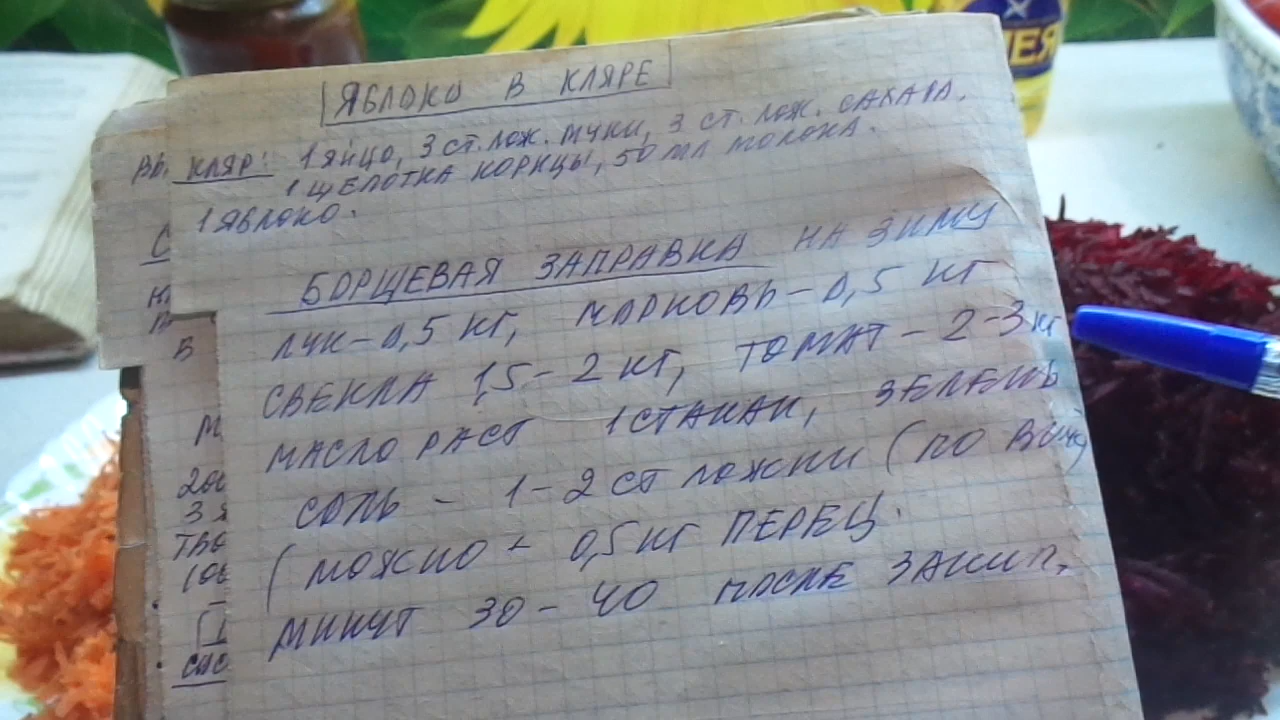 ЯБЛОКО В КЛЯРЕ
КЛЯР: 1 ЯЙЦО, 3 СТ. ЛОЖ. МУКИ, 3 СТ. ЛОЖ. САХАРА,
1 ЩЕПОТКА КОРИЦЫ, 50 МЛ МОЛОКА.
1 ЯБЛОКО.
БОРЩЕВАЯ ЗАПРАВКА НА ЗИМУ
ЛУК – 0,5 КГ, МОРКОВЬ – 0,5 КГ
СВЕКЛА 1,5 – 2 КГ, ТОМАТ – 2–3 КГ
МАСЛО РАСТ 1 СТАКАН, ЗЕЛЕНЬ
СОЛЬ – 1–2 СТ ЛОЖКИ (ПО ВКУСУ)
(МОЖНО + 0,5 КГ ПЕРЕЦ.
МИНУТ 30–40 ПОСЛЕ ЗАКИП.